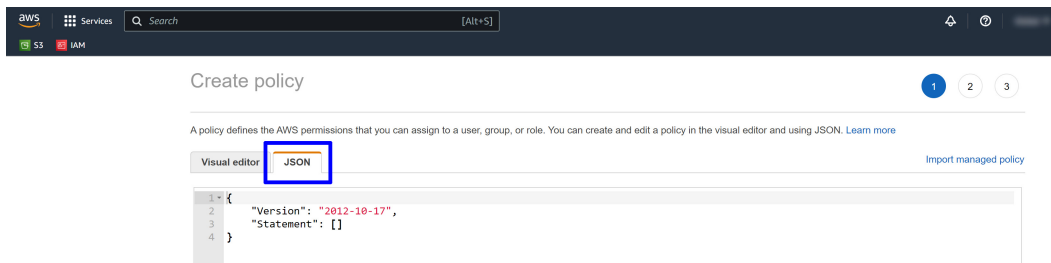 aws Services Search [Alt+S]
S3 IAM
Create policy
1 2 3
A policy defines the AWS permissions that you can assign to a user, group, or role. You can create and edit a policy in the visual editor and using JSON. Learn more
Visual editor JSON Import managed policy
1 {
2 "Version": "2012-10-17",
3 "Statement": []
4 }